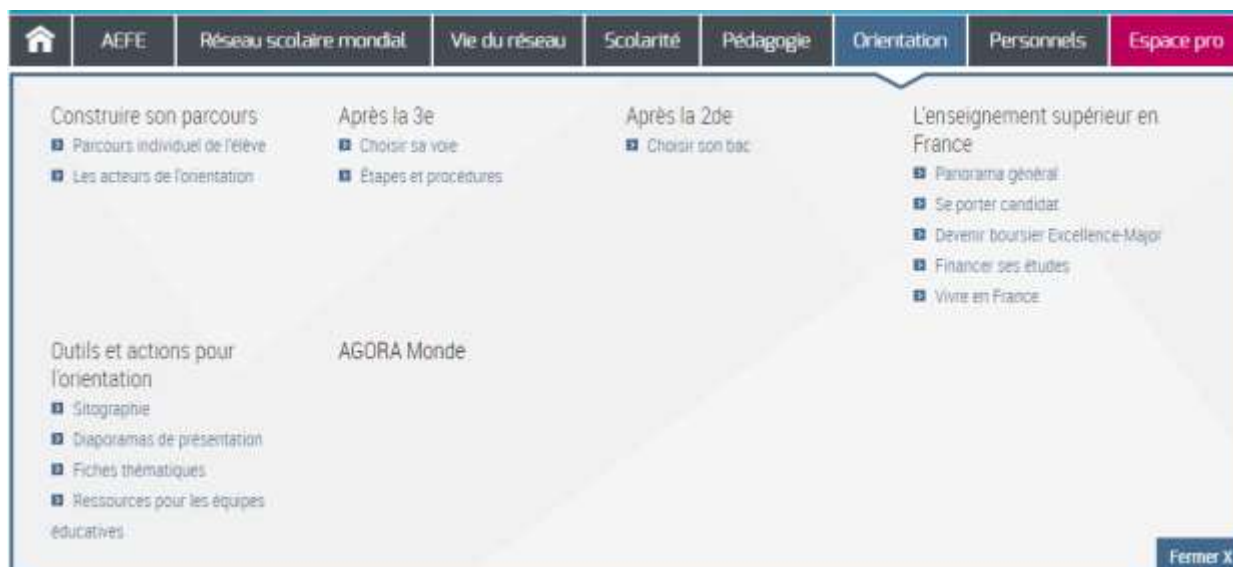 AEFE
Réseau scolaire mondial
Vie du réseau
Scolarité
Pédagogie
Orientation
Personnels
Espace pro
Construire son parcours
Parcours individuel de l'élève
Les acteurs de l'orientation
Après la 3e
Choisir sa voie
Étapes et procédures
Après la 2de
Choisir son bac
L'enseignement supérieur en
France
Panorama général
Se porter candidat
Devenir boursier Excellence-Major
Financer ses études
Vivre en France
Outils et actions pour
l'orientation
Sitographie
Diaporamas de présentation
Fiches thématiques
Ressources pour les équipes
éducatives
AGORA Monde
Fermer X